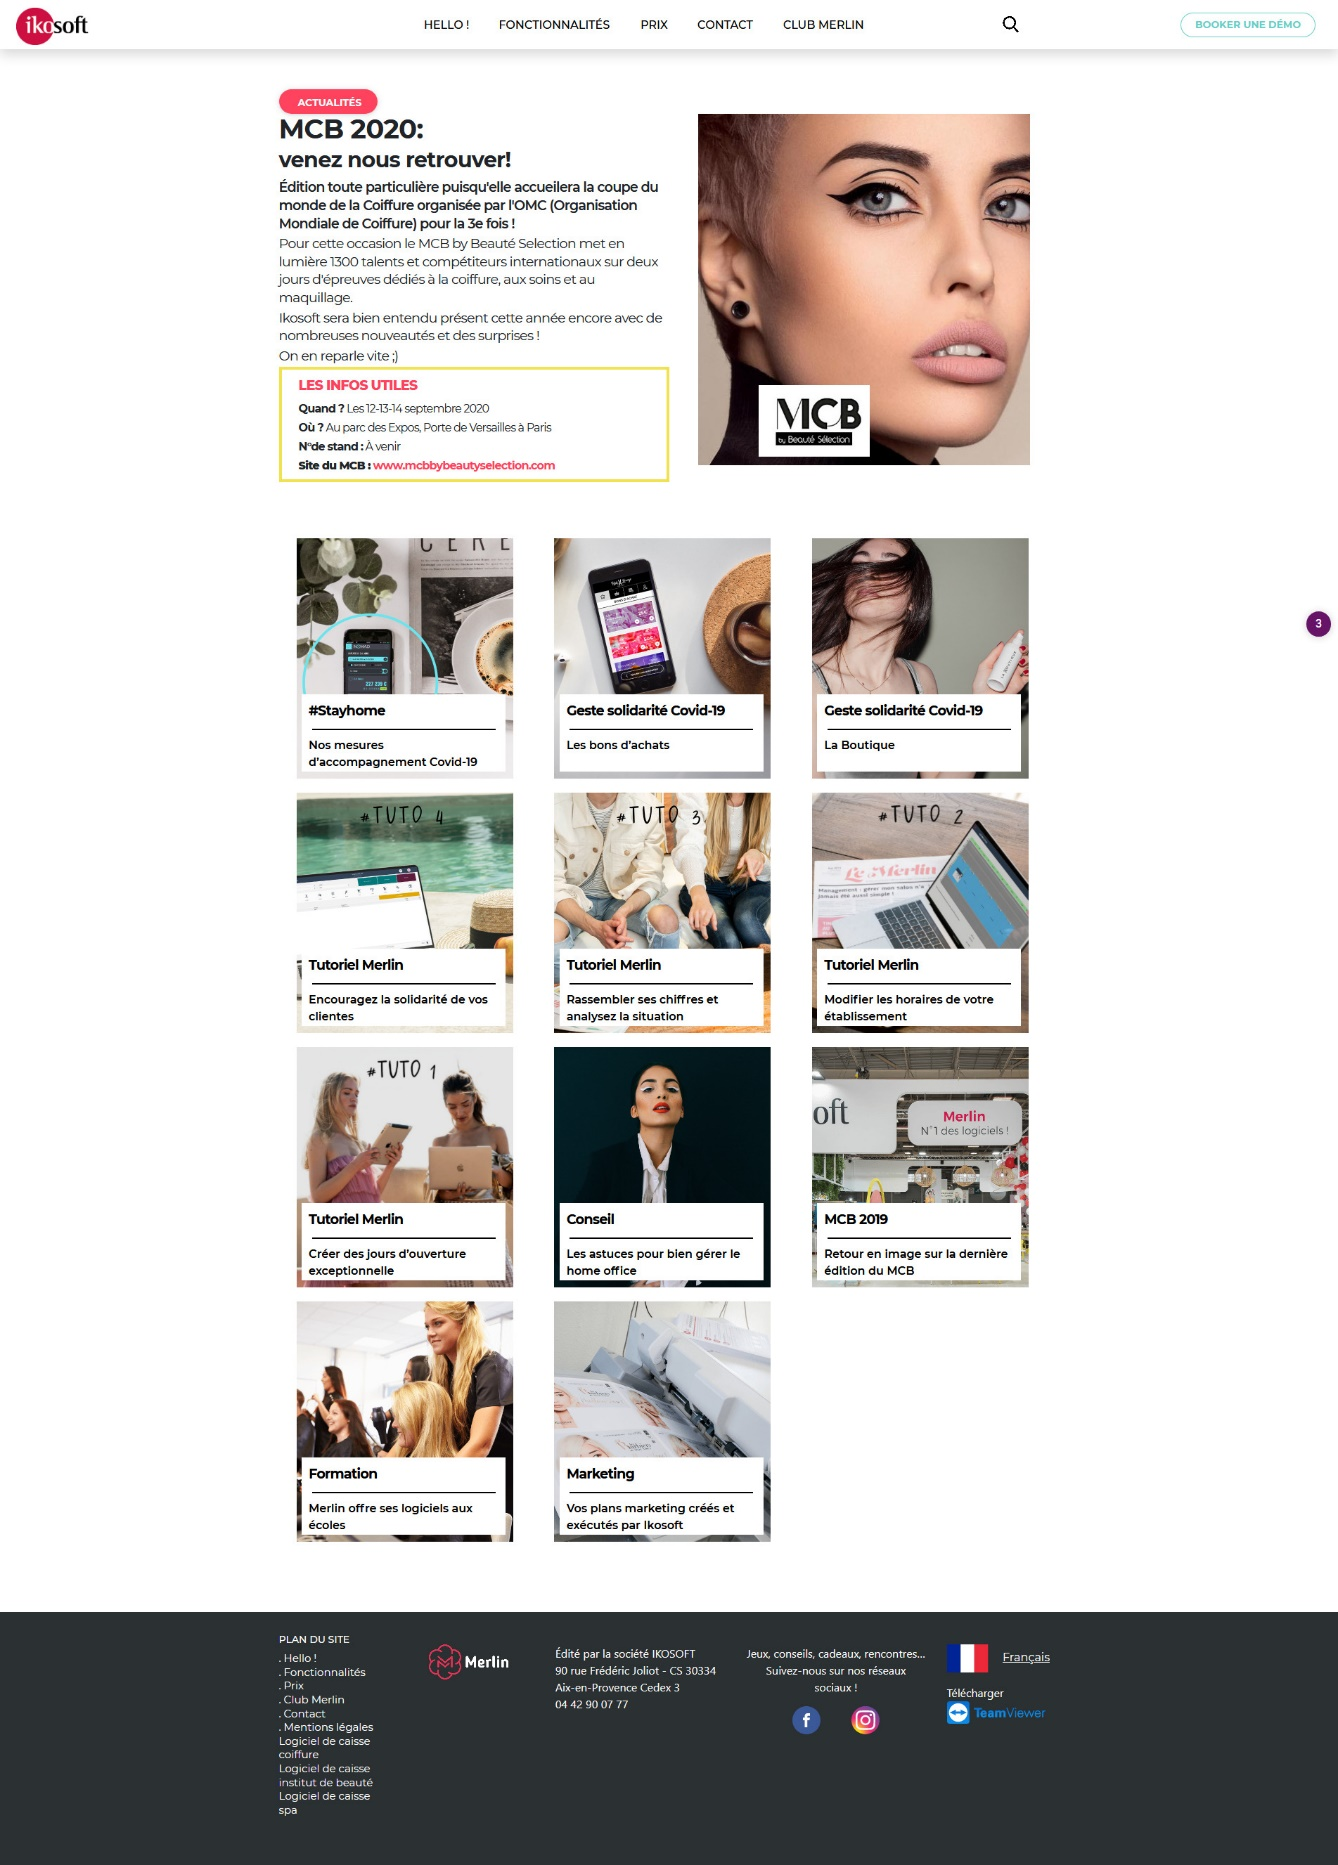 ikosoft
HELLO ! FONCTIONNALITÉS PRIX CONTACT CLUB MERLIN
BOOKER UNE DÉMO
ACTUALITÉS
MCB 2020:
venez nous retrouver!
Édition toute particulière puisqu'elle accueilera la coupe du
monde de la Coiffure organisée par l'OMC (Organisation
Mondiale de Coiffure) pour la 3e fois !
Pour cette occasion le MCB by Beauté Selection met en
lumière 1300 talents et compétiteurs internationaux sur deux
jours d'épreuves dédiés à la coiffure, aux soins et au
maquillage.
Ikosoft sera bien entendu présent cette année encore avec de
nombreuses nouveautés et des surprises !
On en reparle vite ;)
LES INFOS UTILES
Quand ? Les 12-13-14 septembre 2020
Où ? Au parc des Expos, Porte de Versailles à Paris
N°de stand : À venir
Site du MCB : www.mcbbybeautyselection.com
MCB
by Beauté Sélection
3
CERE
#Stayhome
Nos mesures
d'accompagnement Covid-19
Geste solidarité Covid-19
Les bons d'achats
Geste solidarité Covid-19
La Boutique
#TUTO 4
Tutoriel Merlin
Encouragez la solidarité de vos
clientes
#TUTO 3
Tutoriel Merlin
Rassembler ses chiffres et
analysez la situation
#TUTO 2
Le Merlin
Management : gérer mon salon n'a
jamais été aussi simple !
Tutoriel Merlin
Modifier les horaires de votre
établissement
#TUTO 1
Tutoriel Merlin
Créer des jours d'ouverture
exceptionnelle
Conseil
Les astuces pour bien gérer le
home office
oft
Merlin
N°1 des logiciels !
MCB 2019
Retour en image sur la dernière
édition du MCB
Formation
Merlin offre ses logiciels aux
écoles
Marketing
Vos plans marketing créés et
exécutés par Ikosoft
PLAN DU SITE
. Hello !
. Fonctionnalités
. Prix
. Club Merlin
. Contact
. Mentions légales
Logiciel de caisse
coiffure
Logiciel de caisse
institut de beauté
Logiciel de caisse
spa
Merlin
Édité par la société IKOSOFT
90 rue Frédéric Joliot - CS 30334
Aix-en-Provence Cedex 3
04 42 90 07 77
Jeux, conseils, cadeaux, rencontres...
Suivez-nous sur nos réseaux
sociaux !
Français
Télécharger
TeamViewer